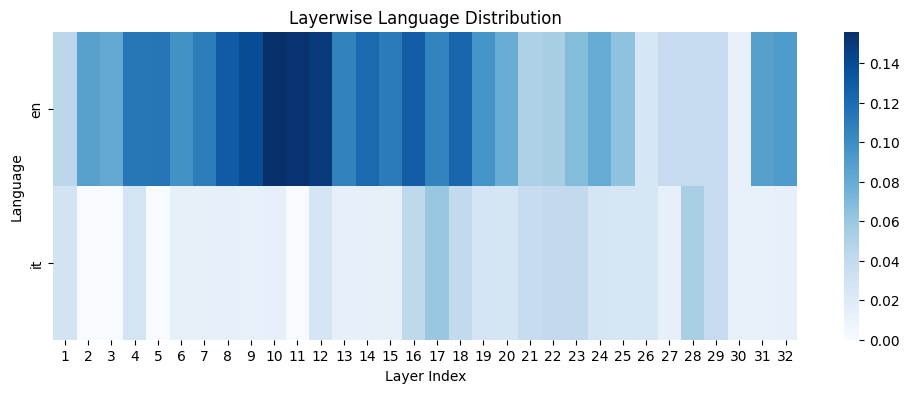 Layerwise Language Distribution
Language
en
it
1 2 3 4 5 6 7 8 9 10 11 12 13 14 15 16 17 18 19 20 21 22 23 24 25 26 27 28 29 30 31 32
Layer Index
0.14
0.12
0.10
0.08
0.06
0.04
0.02
0.00